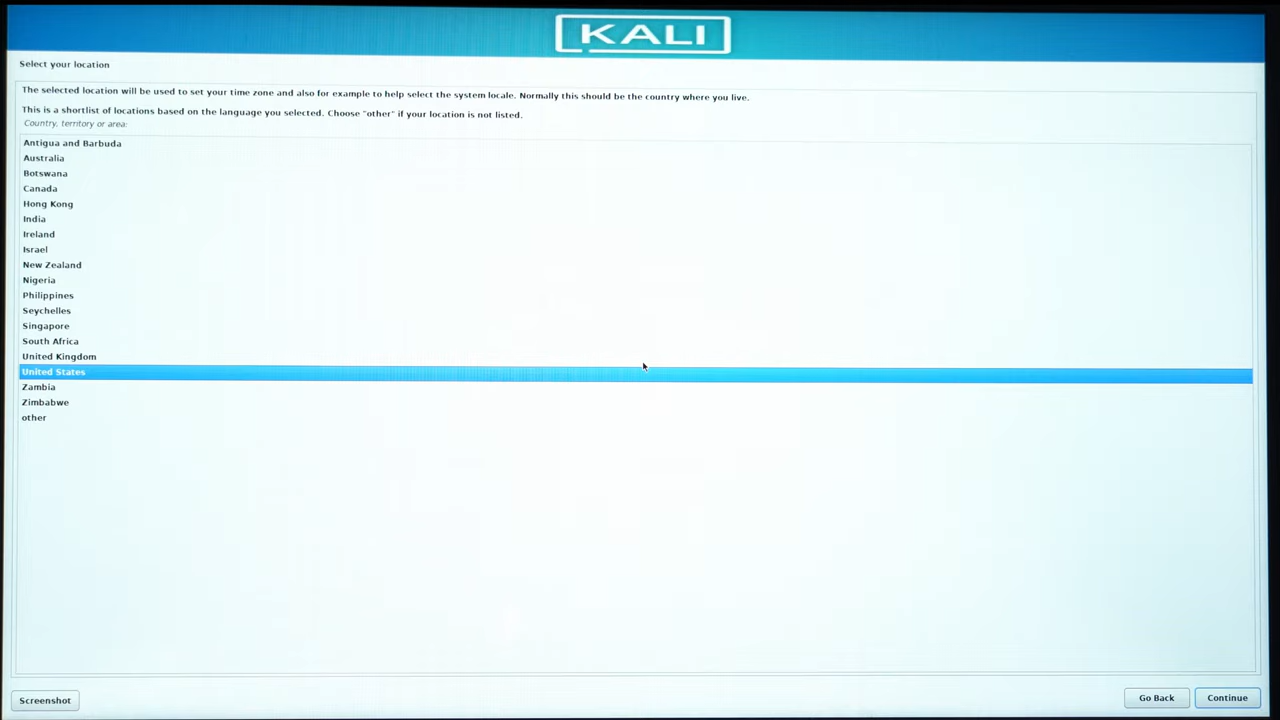 KALI
Select your location
The selected location will be used to set your time zone and also for example to help select the system locale. Normally this should be the country where you live.
This is a shortlist of locations based on the language you selected. Choose "other" if your location is not listed.
Country, territory or area:
Antigua and Barbuda
Australia
Botswana
Canada
Hong Kong
India
Ireland
Israel
New Zealand
Nigeria
Philippines
Seychelles
Singapore
South Africa
United Kingdom
United States
Zambia
Zimbabwe
other
Screenshot
Go Back
Continue